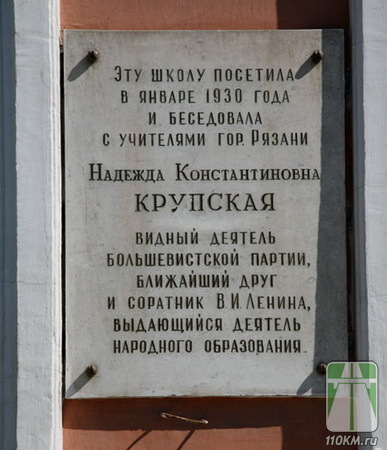 Эту школу посетила
в январе 1930 года
и беседовала
с учителями гор. Рязани
Надежда Константиновна
КРУПСКАЯ
видный деятель
большевистской партии,
ближайший друг
и соратник В.И. Ленина,
выдающийся деятель
народного образования.
110KM.ru